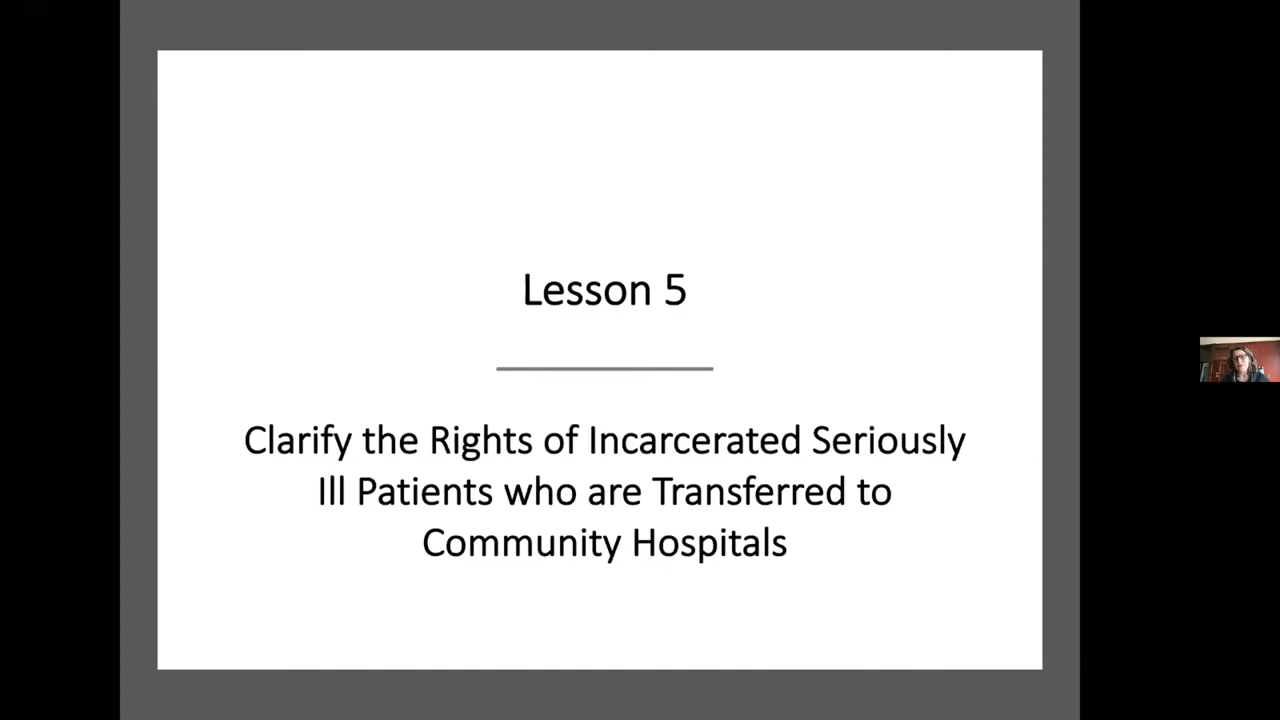 Lesson 5
Clarify the Rights of Incarcerated Seriously
Ill Patients who are Transferred to
Community Hospitals